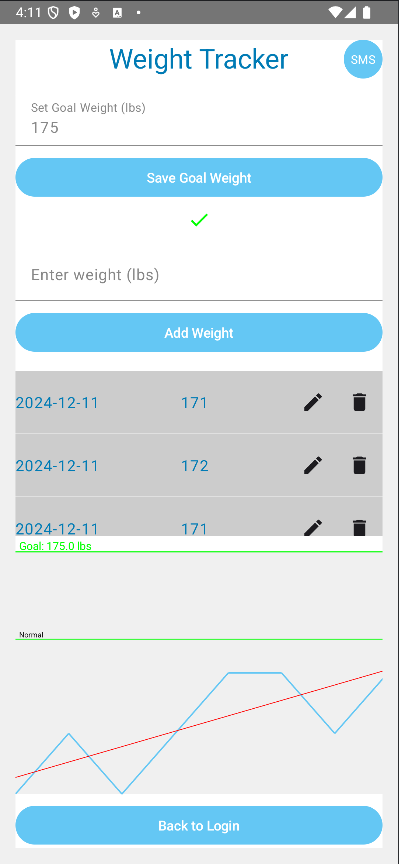 4:11
Weight Tracker
SMS
Set Goal Weight (lbs)
175
Save Goal Weight
Enter weight (lbs)
Add Weight
2024-12-11 171
2024-12-11 172
2024-12-11 171
Goal: 175.0 lbs
Normal
Back to Login